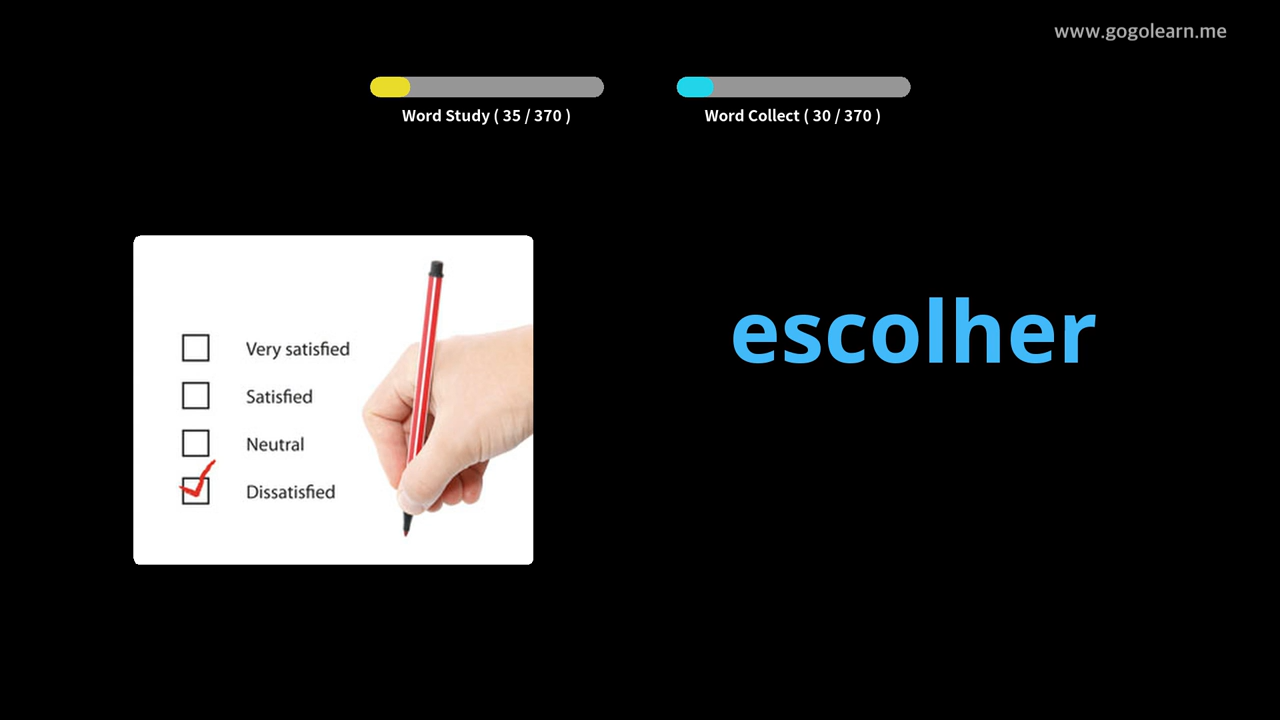 www.gogolearn.me
Word Study ( 35 / 370 )
Word Collect ( 30 / 370 )
Very satisfied
Satisfied
Neutral
Dissatisfied
escolher